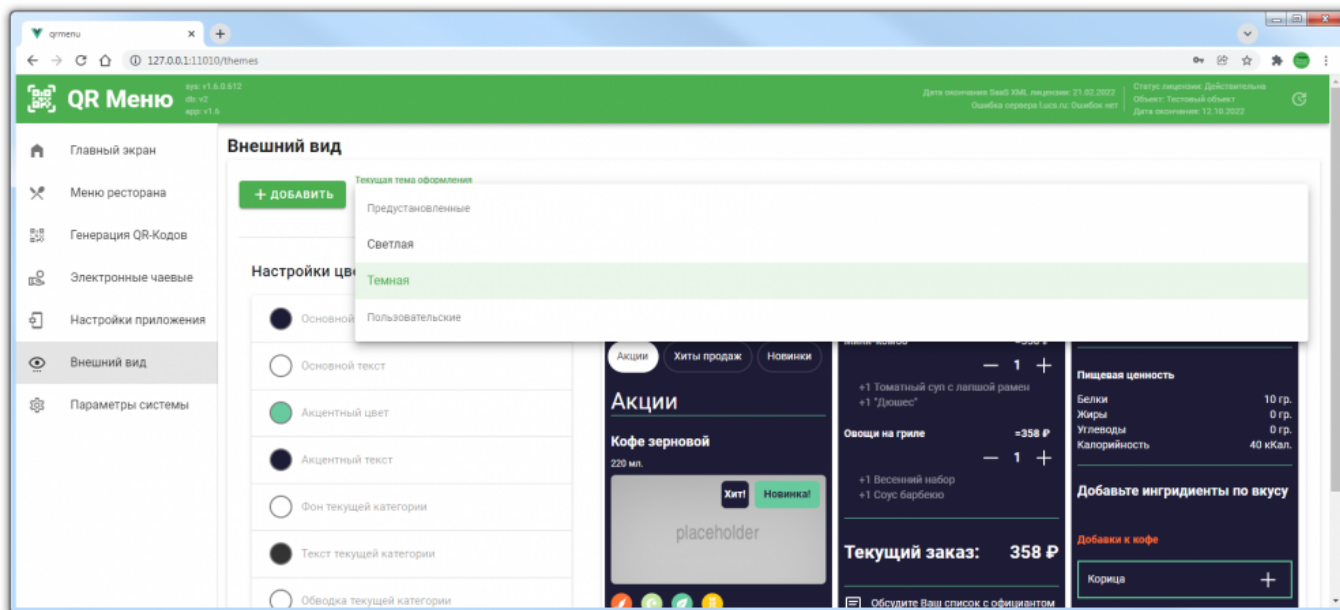 qrmenu
127.0.0.1:11010/themes
QR Меню
sys: v1.6.0.612
db: v2
app: v1.6
Дата окончания SaaS XML лицензии: 21.02.2022
Ошибка сервера l.ucs.ru: Ошибок нет
Статус лицензии: Действительна
Объект: Тестовый объект
Дата окончания: 12.10.2022
Главный экран
Меню ресторана
Генерация QR-Кодов
Электронные чаевые
Настройки приложения
Внешний вид
Параметры системы
Внешний вид
+ ДОБАВИТЬ
Текущая тема оформления
Предустановленные
Светлая
Темная
Пользовательские
Настройки цве
Основной
Основной текст
Акцентный цвет
Акцентный текст
Фон текущей категории
Текст текущей категории
Обводка текущей категории
Акции
Хиты продаж
Новинки
Акции
Кофе зерновой
220 мл.
Хит!
Новинка!
placeholder
1
+1 Томатный суп с лапшой рамен
+1 "Дюшес"
Овощи на гриле =358 ₽
1
+1 Весенний набор
+1 Соус барбекю
Текущий заказ: 358 ₽
Обсудите Ваш список с официантом
Пищевая ценность
Белки 10 гр.
Жиры 0 гр.
Углеводы 0 гр.
Калорийность 40 кКал.
Добавьте ингридиенты по вкусу
Добавки к кофе
Корица